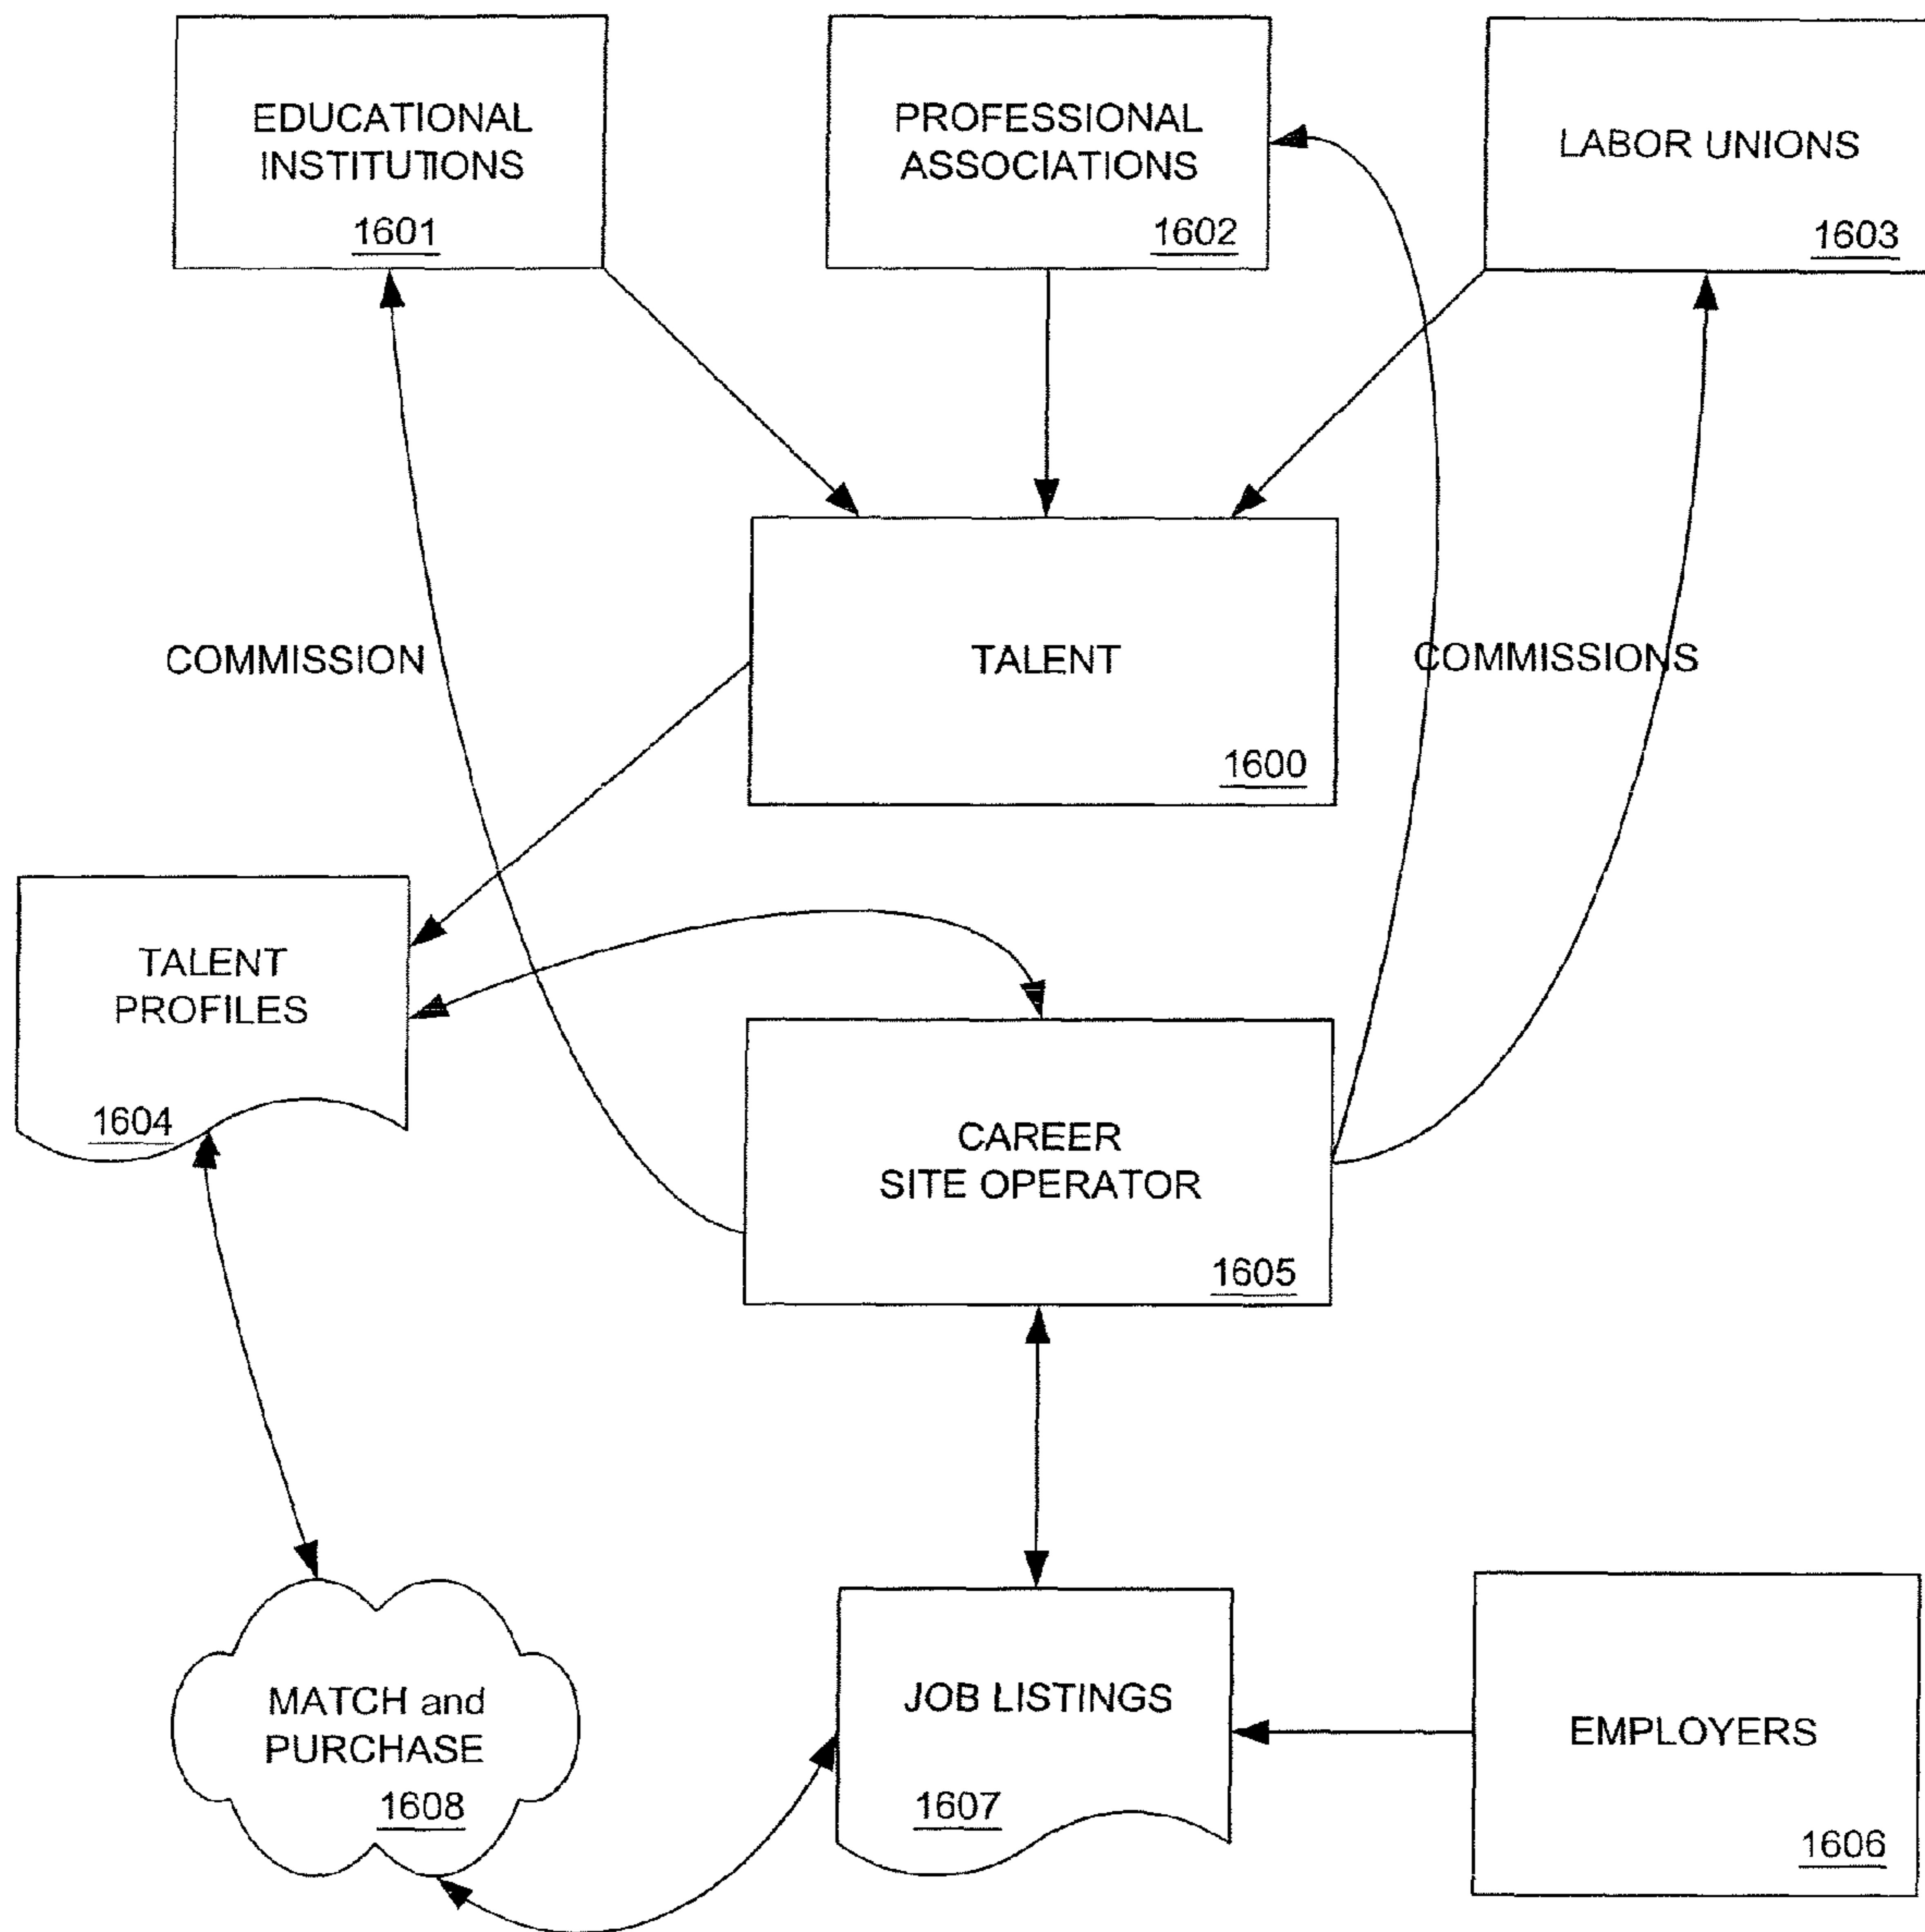 EDUCATIONAL
INSTITUTIONS
1601
PROFESSIONAL
ASSOCIATIONS
1602
LABOR UNIONS
1603
COMMISSION
TALENT
1600
COMMISSIONS
TALENT
PROFILES
1604
CAREER
SITE OPERATOR
1605
MATCH and
PURCHASE
1608
JOB LISTINGS
1607
EMPLOYERS
1606